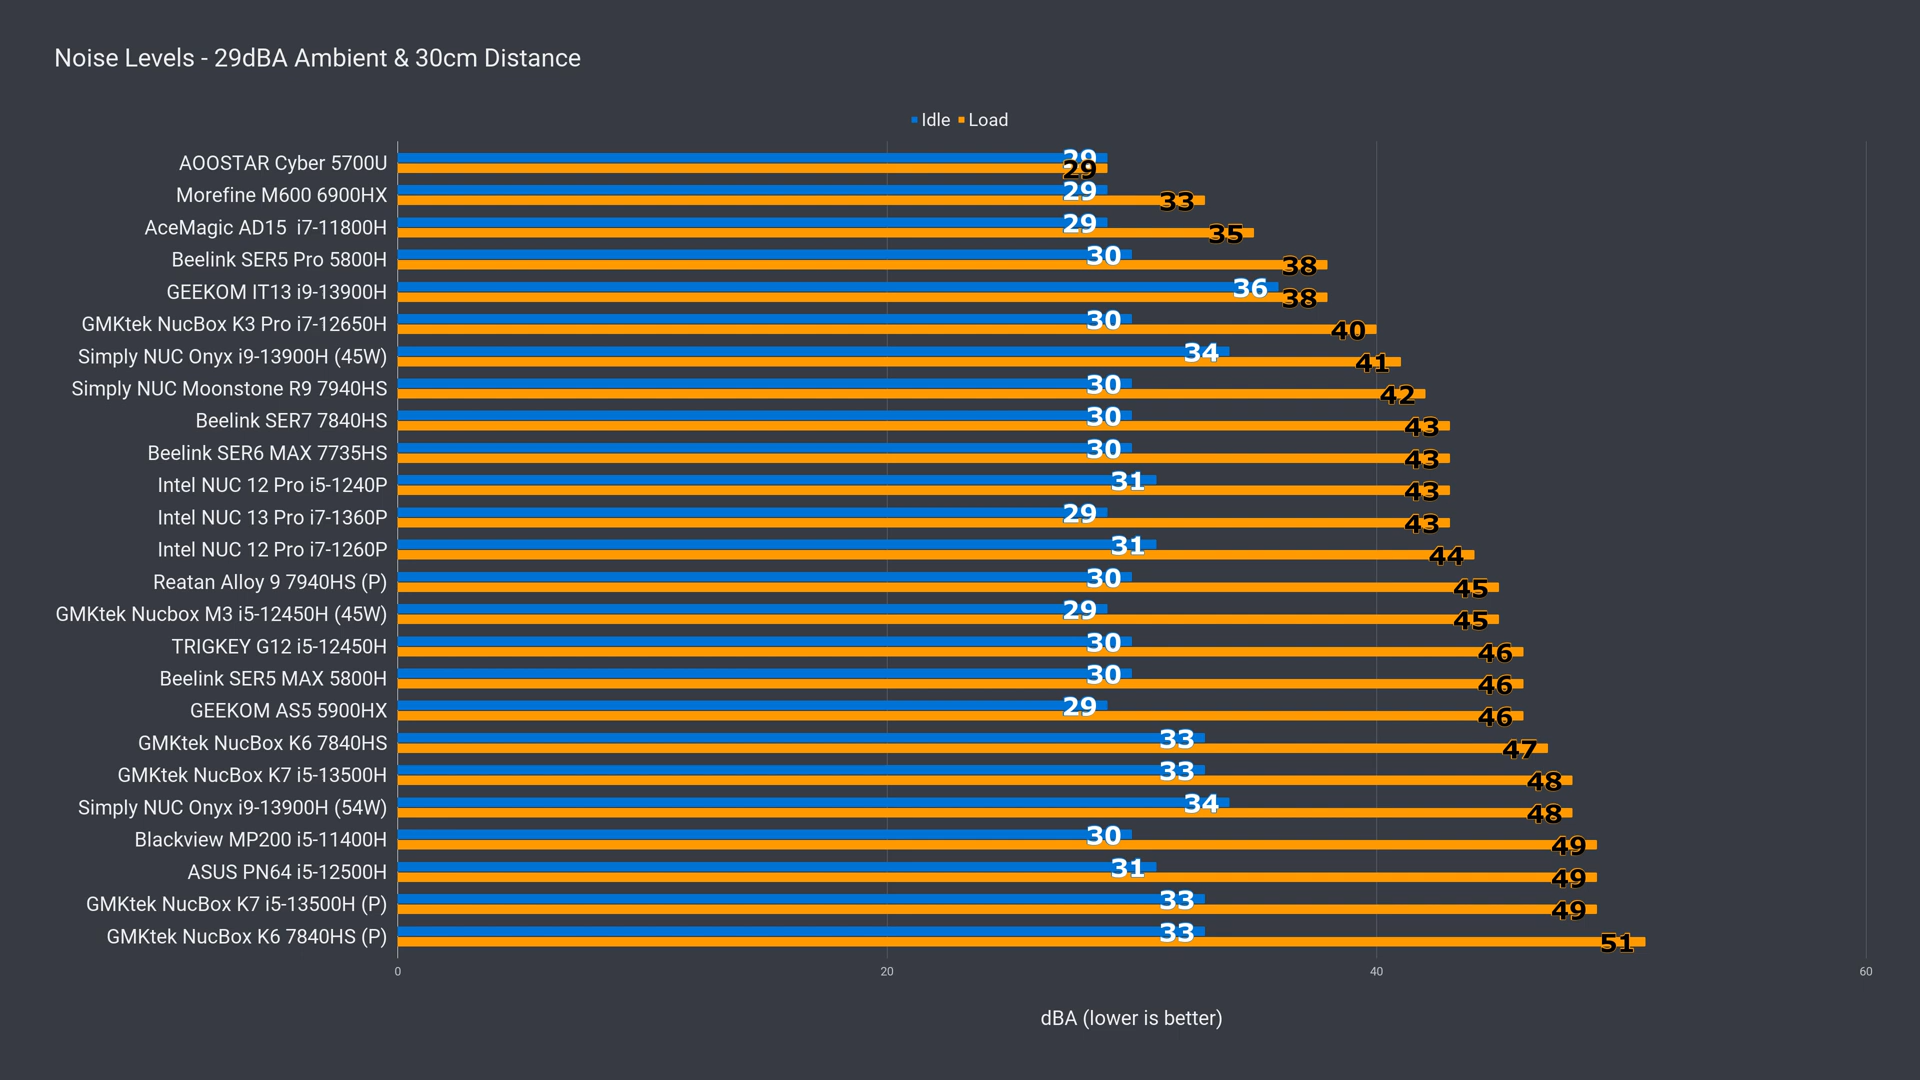 Noise Levels - 29dBA Ambient & 30cm Distance
Idle Load
AOOSTAR Cyber 5700U 29 29
Morefine M600 6900HX 29 33
AceMagic AD15 i7-11800H 29 35
Beelink SER5 Pro 5800H 30 38
GEEKOM IT13 i9-13900H 36 38
GMKtek NucBox K3 Pro i7-12650H 30 40
Simply NUC Onyx i9-13900H (45W) 34 41
Simply NUC Moonstone R9 7940HS 30 42
Beelink SER7 7840HS 30 43
Beelink SER6 MAX 7735HS 30 43
Intel NUC 12 Pro i5-1240P 31 43
Intel NUC 13 Pro i7-1360P 29 43
Intel NUC 12 Pro i7-1260P 31 44
Reatan Alloy 9 7940HS (P) 30 45
GMKtek Nucbox M3 i5-12450H (45W) 29 45
TRIGKEY G12 i5-12450H 30 46
Beelink SER5 MAX 5800H 30 46
GEEKOM AS5 5900HX 29 46
GMKtek NucBox K6 7840HS 33 47
GMKtek NucBox K7 i5-13500H 33 48
Simply NUC Onyx i9-13900H (54W) 34 48
Blackview MP200 i5-11400H 30 49
ASUS PN64 i5-12500H 31 49
GMKtek NucBox K7 i5-13500H (P) 33 49
GMKtek NucBox K6 7840HS (P) 33 51
0 20 40 60
dBA (lower is better)